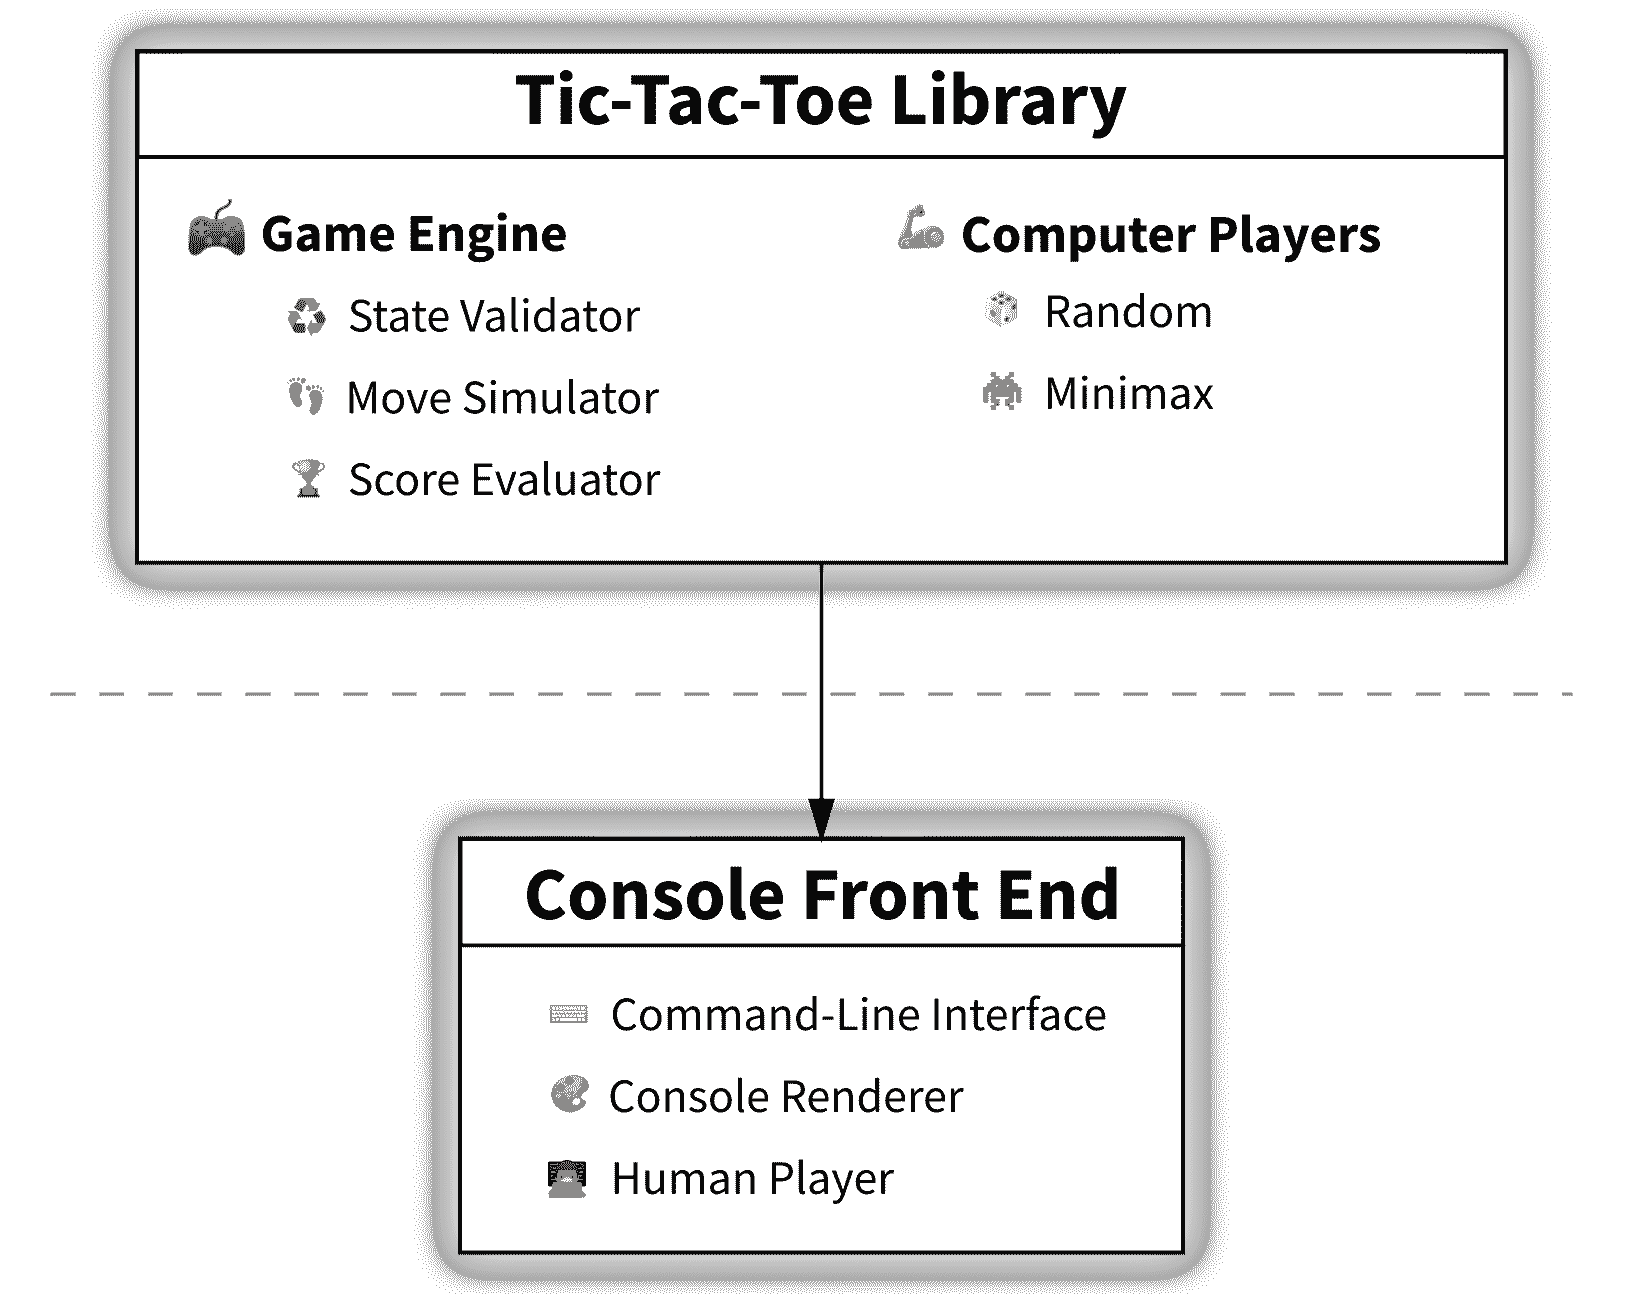 Tic-Tac-Toe Library
Game Engine
State Validator
Move Simulator
Score Evaluator
Computer Players
Random
Minimax
Console Front End
Command-Line Interface
Console Renderer
Human Player